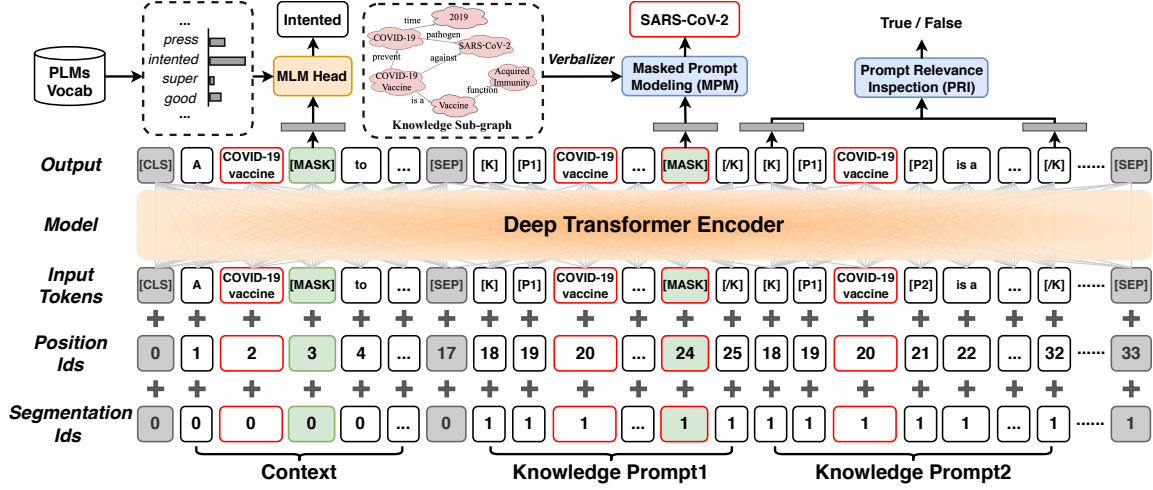 ...
press
intented
super
good
...
PLMs
Vocab
Intented
MLM Head
time
2019
COVID-19
pathogen
SARS-CoV-2
prevent
against
COVID-19
Vaccine
Acquired
Immunity
function
is a
Vaccine
Knowledge Sub-graph
Verbalizer
SARS-CoV-2
Masked Prompt
Modeling (MPM)
True / False
Prompt Relevance
Inspection (PRI)
Output
[CLS] A COVID-19 vaccine [MASK] to ... [SEP] [K] [P1] COVID-19 vaccine ... [MASK] [/K] [K] [P1] COVID-19 vaccine [P2] is a ... [/K] ...... [SEP]
Model
Deep Transformer Encoder
Input
Tokens
[CLS] A COVID-19 vaccine [MASK] to ... [SEP] [K] [P1] COVID-19 vaccine ... [MASK] [/K] [K] [P1] COVID-19 vaccine [P2] is a ... [/K] ...... [SEP]
+ + + + + + + + + + + + + + + + + + + + +
Position
Ids
0 1 2 3 4 ... 17 18 19 20 ... 24 25 18 19 20 21 22 ... 32 ...... 33
+ + + + + + + + + + + + + + + + + + + + +
Segmentation
Ids
0 0 0 0 0 ... 0 1 1 1 ... 1 1 1 1 1 1 1 ... 1 ...... 1
Context
Knowledge Prompt1
Knowledge Prompt2